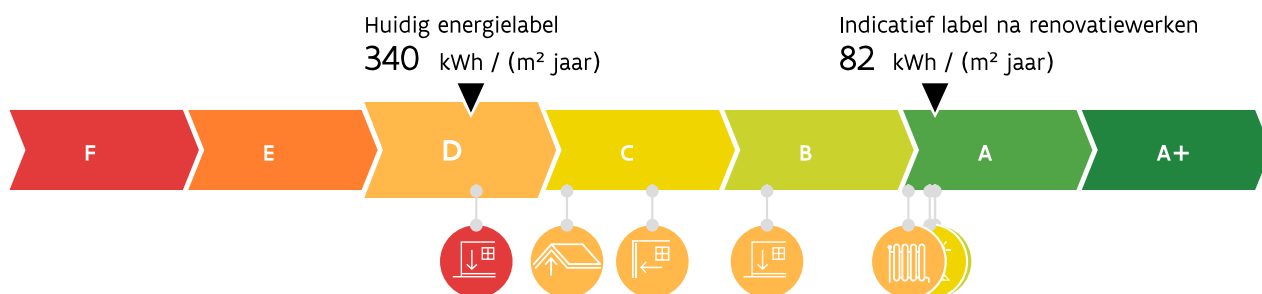 Huidig energielabel
340 kWh / (m² jaar)
Indicatief label na renovatiewerken
82 kWh / (m² jaar)
F
E
D
C
B
A
A+